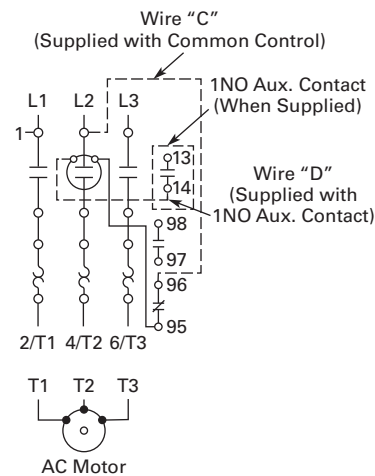 Wire “C”
(Supplied with Common Control)
1NO Aux. Contact
(When Supplied)
L1 L2 L3
1
13
14
Wire “D”
(Supplied with
1NO Aux. Contact)
98
97
96
95
2/T1 4/T2 6/T3
T1 T2 T3
AC Motor